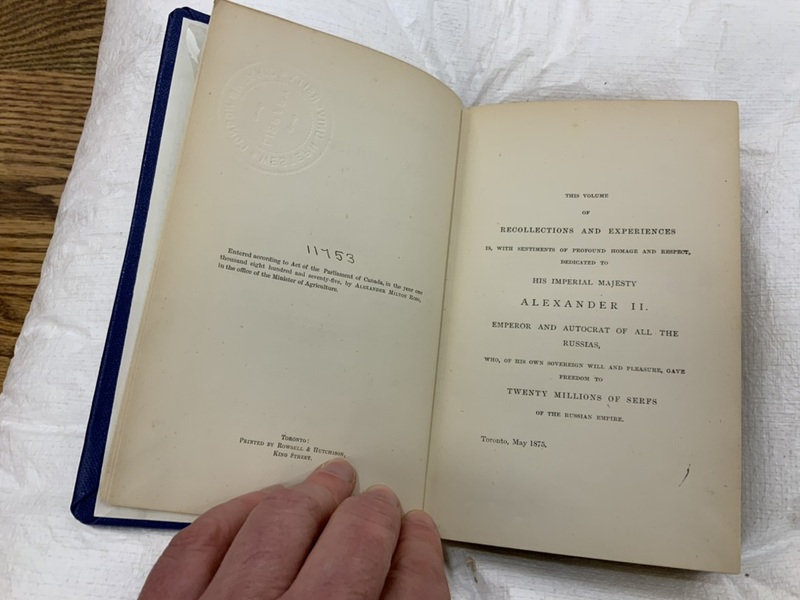 11753
Entered according to Act of the Parliament of Canada, in the year one
thousand eight hundred and seventy-five, by ALEXANDER MILTON ROSS,
in the office of the Minister of Agriculture.
TORONTO:
PRINTED BY ROWSELL & HUTCHISON,
KING STREET.
THIS VOLUME
OF
RECOLLECTIONS AND EXPERIENCES
IS, WITH SENTIMENTS OF PROFOUND HOMAGE AND RESPECT,
DEDICATED TO
HIS IMPERIAL MAJESTY
ALEXANDER II.
EMPEROR AND AUTOCRAT OF ALL THE
RUSSIAS,
WHO, OF HIS OWN SOVEREIGN WILL AND PLEASURE, GAVE
FREEDOM TO
TWENTY MILLIONS OF SERFS
OF THE RUSSIAN EMPIRE.
Toronto, May 1875.